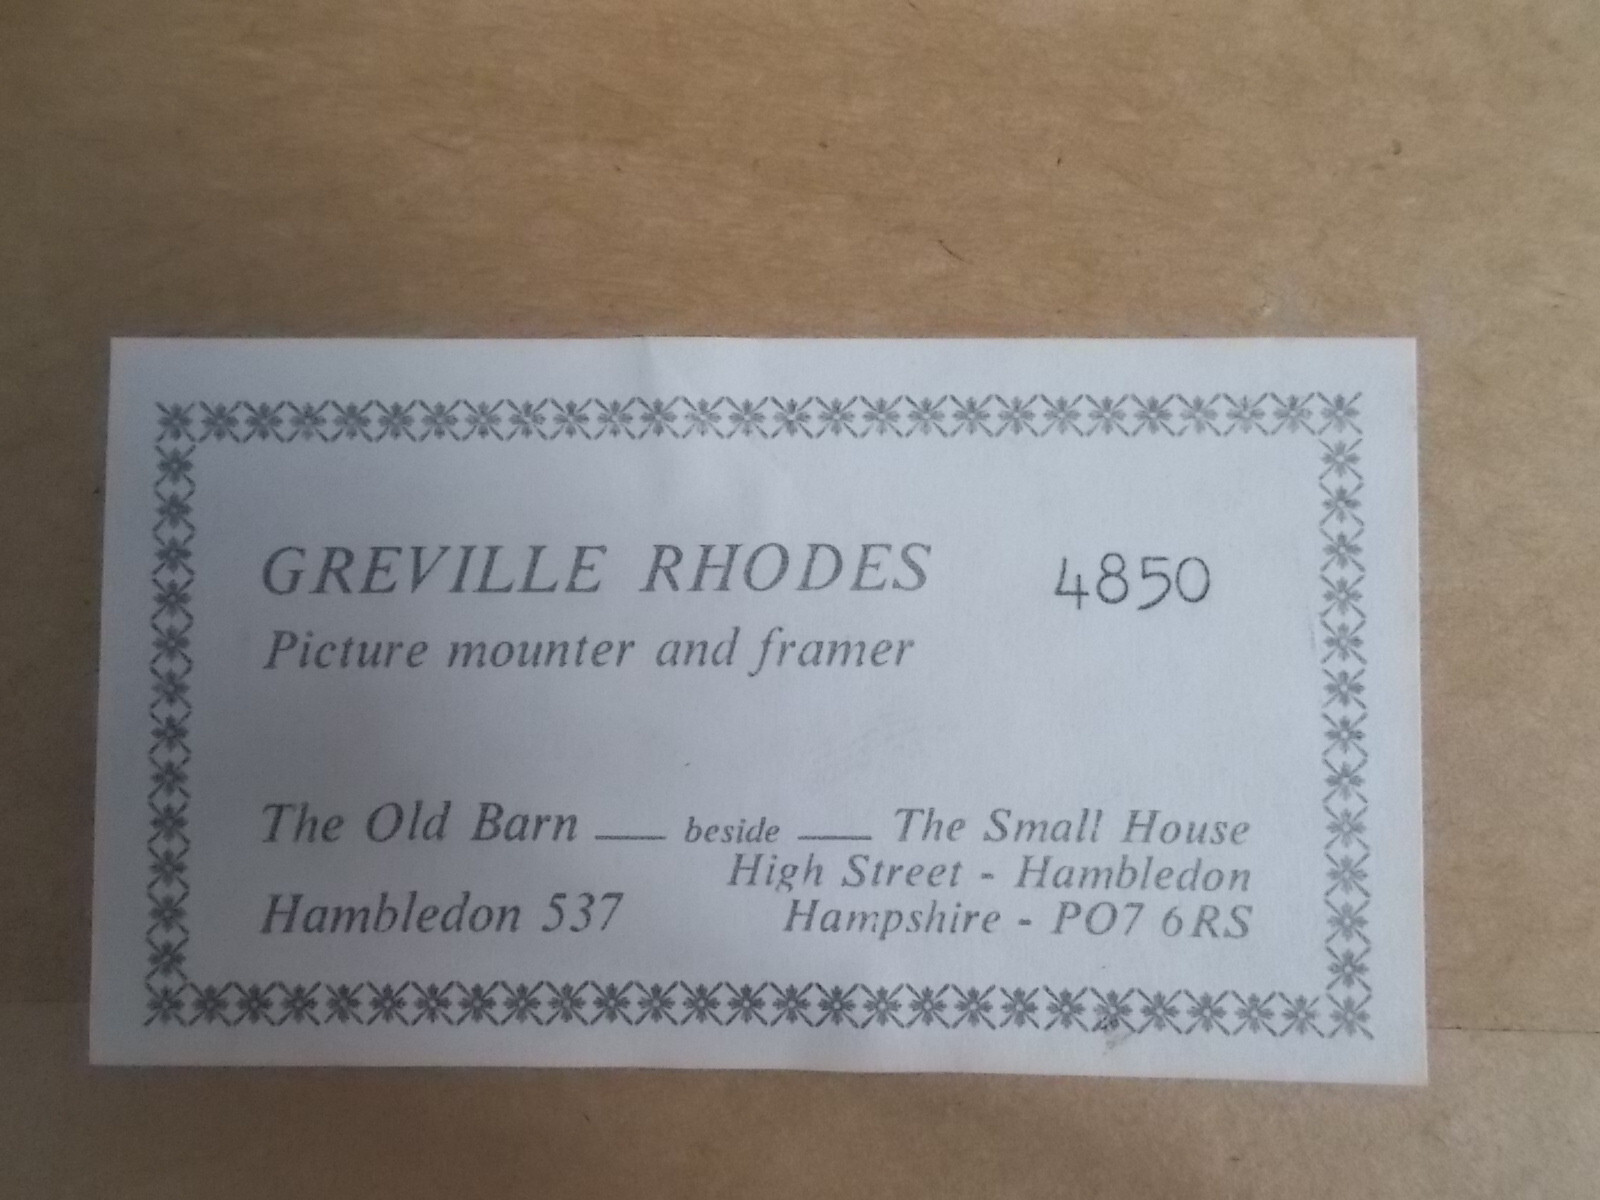 GREVILLE RHODES 4850
Picture mounter and framer
The Old Barn — beside — The Small House
High Street - Hambledon
Hambledon 537 Hampshire - PO7 6RS